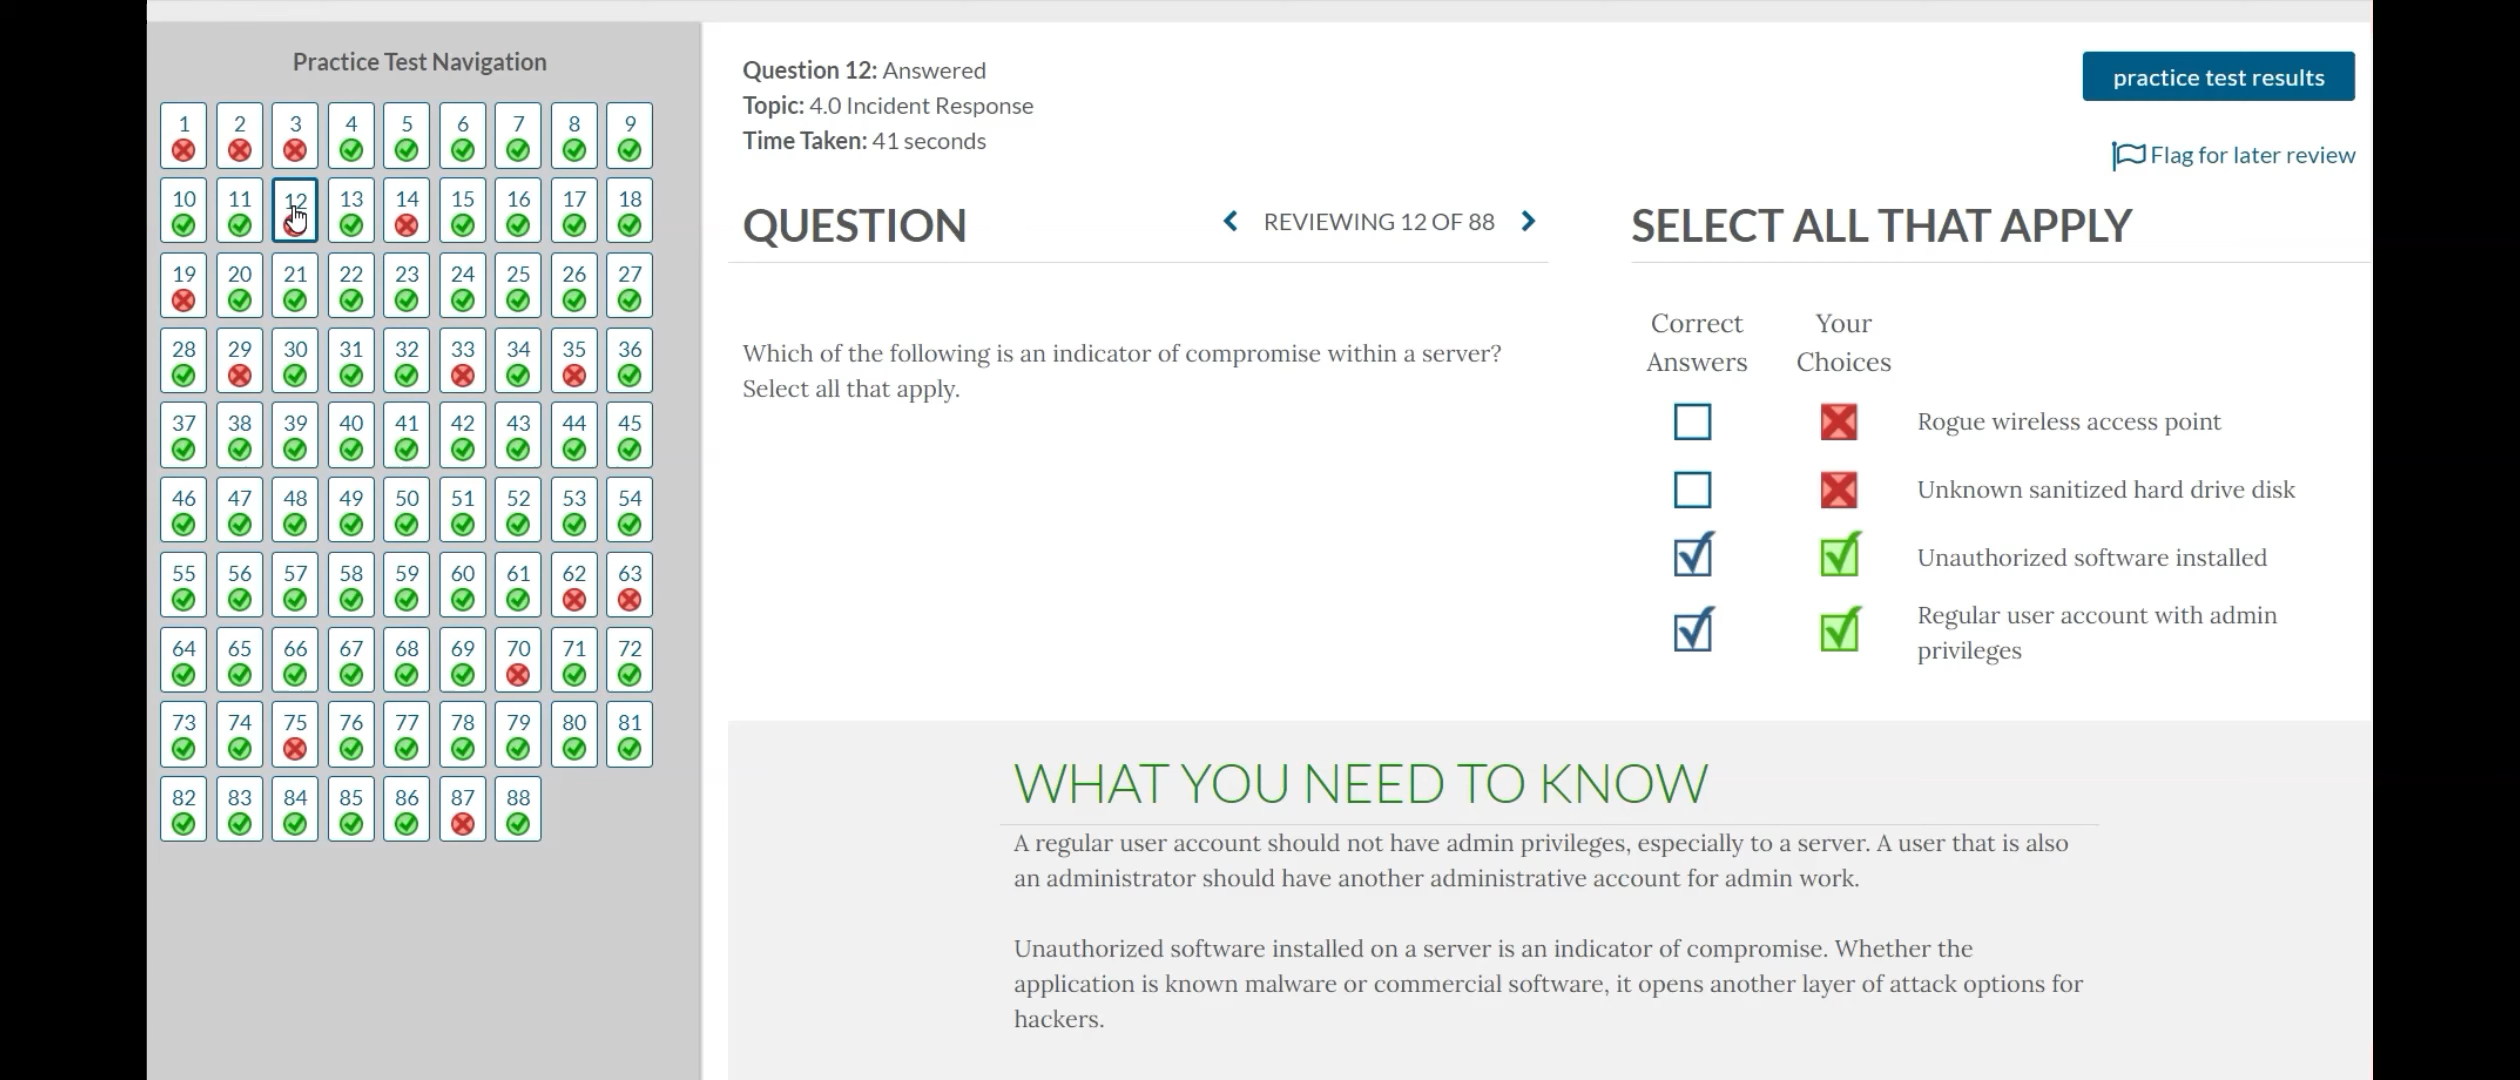 Practice Test Navigation
1 2 3 4 5 6 7 8 9
10 11 12 13 14 15 16 17 18
19 20 21 22 23 24 25 26 27
28 29 30 31 32 33 34 35 36
37 38 39 40 41 42 43 44 45
46 47 48 49 50 51 52 53 54
55 56 57 58 59 60 61 62 63
64 65 66 67 68 69 70 71 72
73 74 75 76 77 78 79 80 81
82 83 84 85 86 87 88
Question 12: Answered
Topic: 4.0 Incident Response
Time Taken: 41 seconds
practice test results
Flag for later review
QUESTION
REVIEWING 12 OF 88
Which of the following is an indicator of compromise within a server?
Select all that apply.
SELECT ALL THAT APPLY
Correct Your
Answers Choices
Rogue wireless access point
Unknown sanitized hard drive disk
Unauthorized software installed
Regular user account with admin
privileges
WHAT YOU NEED TO KNOW
A regular user account should not have admin privileges, especially to a server. A user that is also
an administrator should have another administrative account for admin work.
Unauthorized software installed on a server is an indicator of compromise. Whether the
application is known malware or commercial software, it opens another layer of attack options for
hackers.